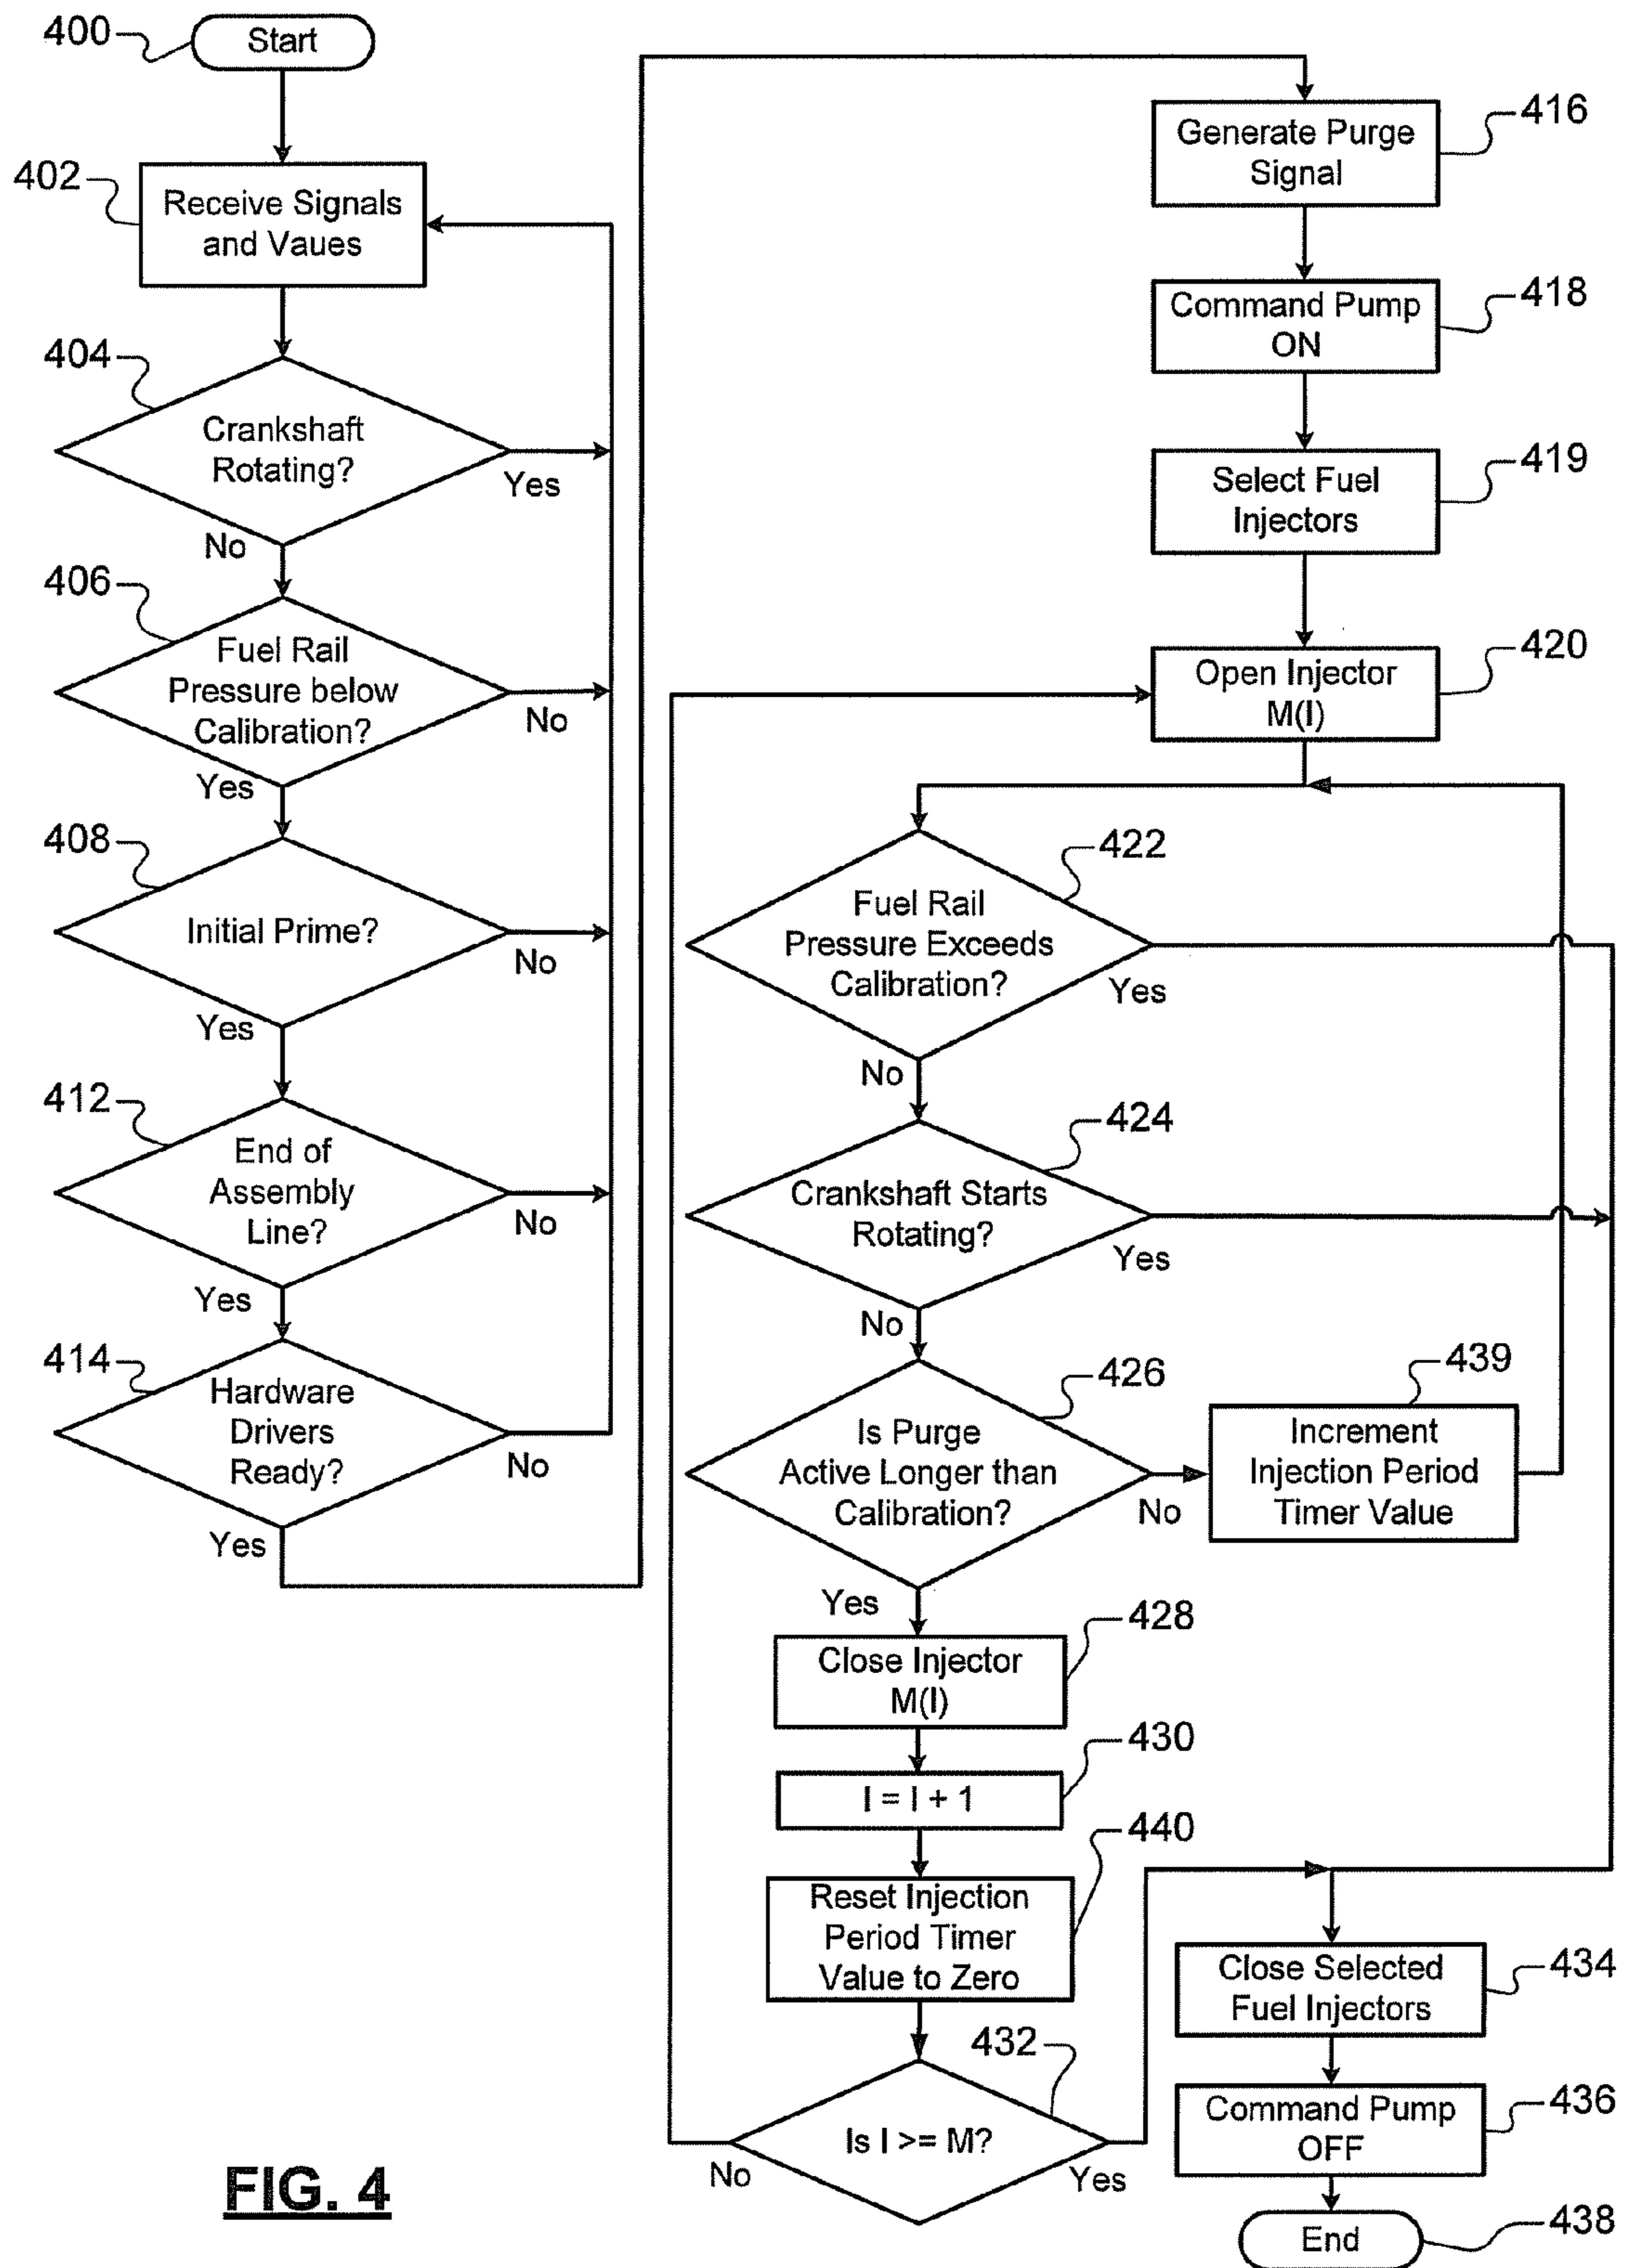 400
Start
402
Receive Signals
and Vaues
404
Crankshaft
Rotating?
Yes
No
406
Fuel Rail
Pressure below
Calibration?
No
Yes
408
Initial Prime?
No
Yes
412
End of
Assembly
Line?
No
Yes
414
Hardware
Drivers
Ready?
No
Yes
416
Generate Purge
Signal
418
Command Pump
ON
419
Select Fuel
Injectors
420
Open Injector
M(I)
422
Fuel Rail
Pressure Exceeds
Calibration?
Yes
No
424
Crankshaft Starts
Rotating?
Yes
No
426
Is Purge
Active Longer than
Calibration?
No
Yes
439
Increment
Injection Period
Timer Value
428
Close Injector
M(I)
430
I = I + 1
440
Reset Injection
Period Timer
Value to Zero
432
Is I >= M?
No
Yes
434
Close Selected
Fuel Injectors
436
Command Pump
OFF
End
438
FIG. 4